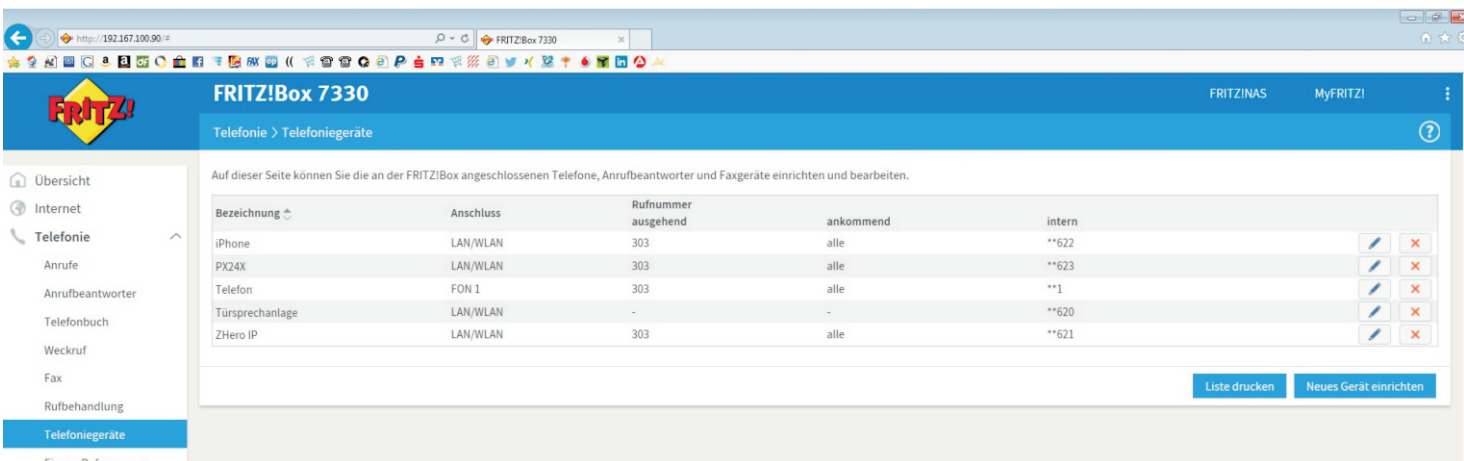 http://192.167.100.90/#
FRITZ!Box 7330
FRITZ!
FRITZ!Box 7330
FRITZ!NAS
MyFRITZ!
Telefonie > Telefoniegeräte
Übersicht
Internet
Telefonie
Anrufe
Anrufbeantworter
Telefonbuch
Weckruf
Fax
Rufbehandlung
Telefoniegeräte
Auf dieser Seite können Sie die an der FRITZ!Box angeschlossenen Telefone, Anrufbeantworter und Faxgeräte einrichten und bearbeiten.
Bezeichnung Anschluss Rufnummer
ausgehend ankommend intern
iPhone LAN/WLAN 303 alle **622
PX24X LAN/WLAN 303 alle **623
Telefon FON 1 303 alle **1
Türsprechanlage LAN/WLAN - - **620
ZHero IP LAN/WLAN 303 alle **621
Liste drucken
Neues Gerät einrichten